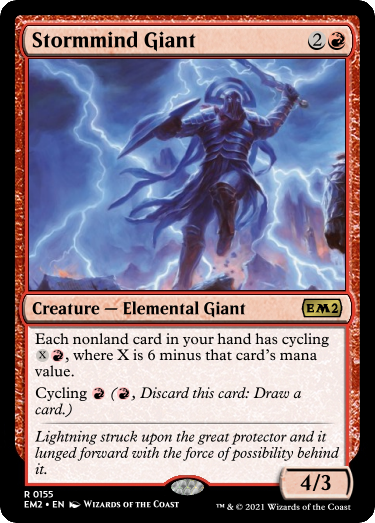 Stormmind Giant 2
Creature — Elemental Giant EM2
Each nonland card in your hand has cycling
X , where X is 6 minus that card's mana
value.
Cycling ( , Discard this card: Draw a
card.)
Lightning struck upon the great protector and it
lunged forward with the force of possibility behind
it.
4/3
R 0155
EM2 • EN Wizards of the Coast
™ & © 2021 Wizards of the Coast